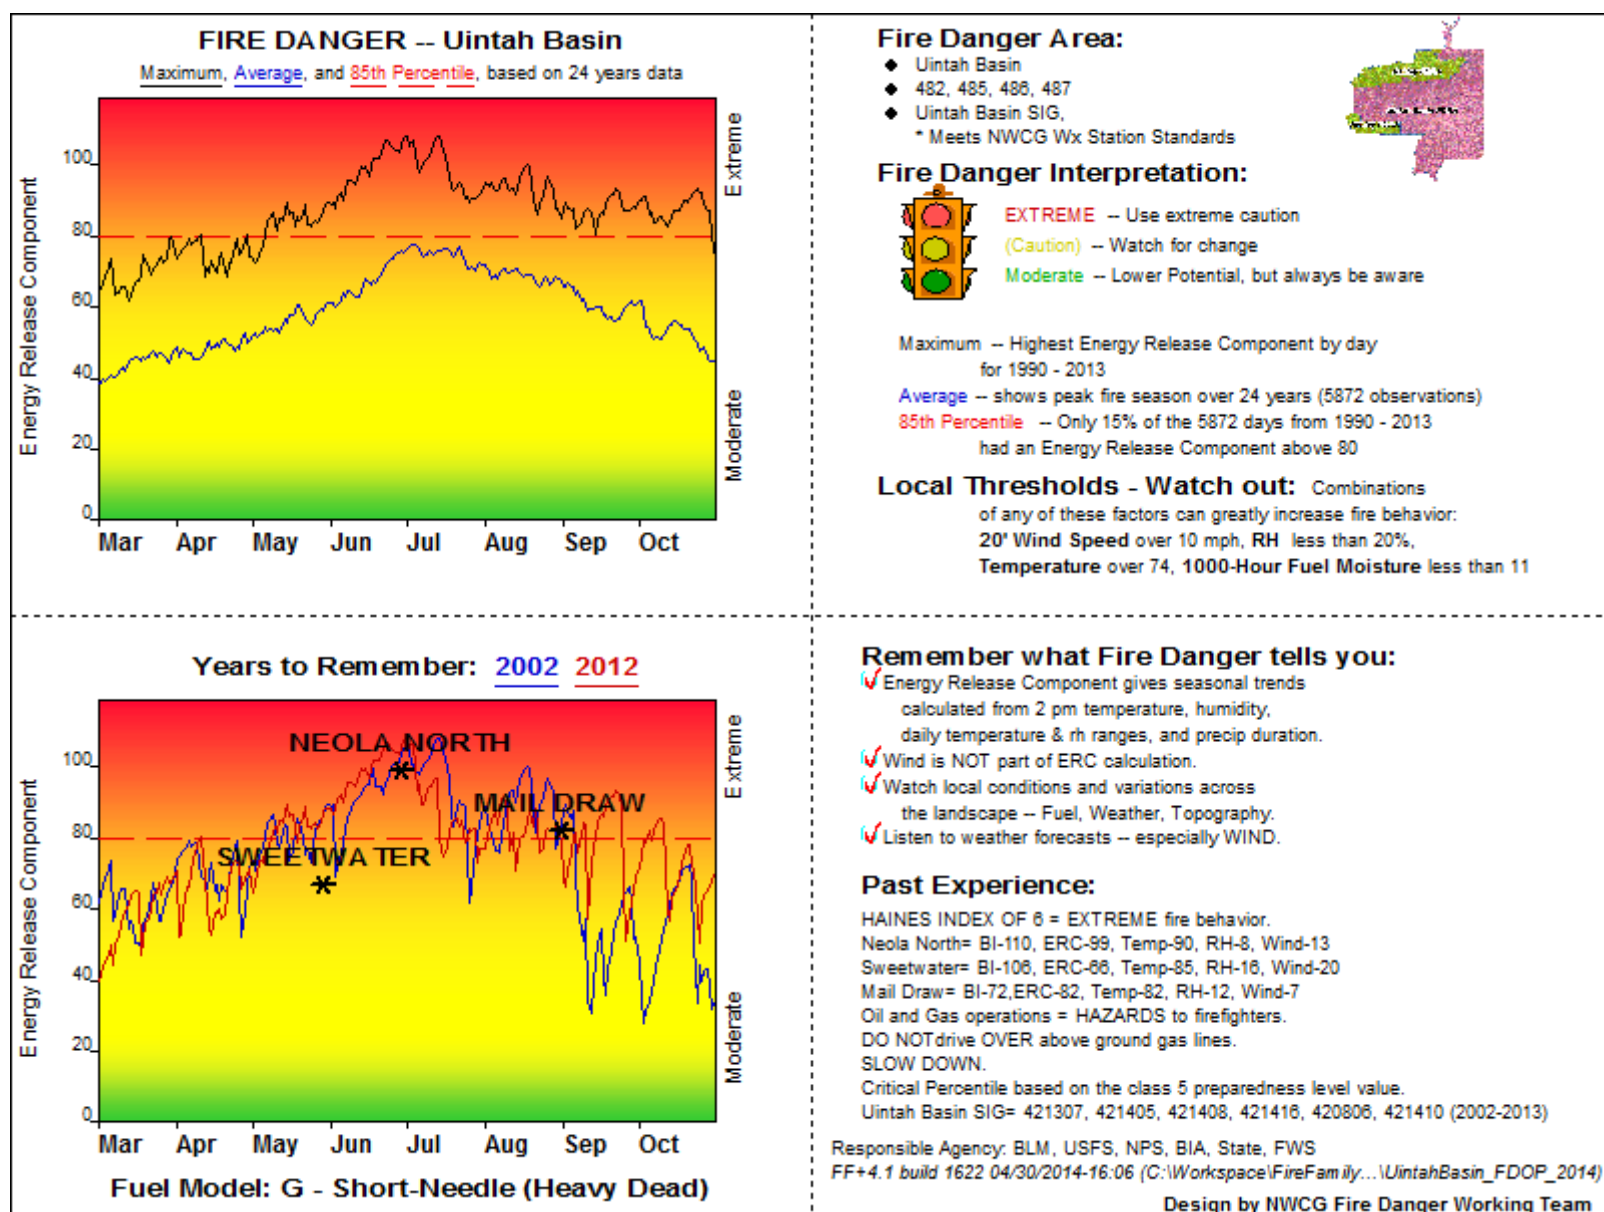 FIRE DANGER -- Uintah Basin
Maximum, Average, and 85th Percentile, based on 24 years data
Energy Release Component
100
80
60
40
20
0
Extreme
Moderate
Mar Apr May Jun Jul Aug Sep Oct
Fire Danger Area:
Uintah Basin
482, 485, 486, 487
Uintah Basin SIG,
* Meets NWCG Wx Station Standards
Fire Danger Interpretation:
EXTREME -- Use extreme caution
(Caution) -- Watch for change
Moderate -- Lower Potential, but always be aware
Maximum -- Highest Energy Release Component by day
for 1990 - 2013
Average -- shows peak fire season over 24 years (5872 observations)
85th Percentile -- Only 15% of the 5872 days from 1990 - 2013
had an Energy Release Component above 80
Local Thresholds - Watch out: Combinations
of any of these factors can greatly increase fire behavior:
20' Wind Speed over 10 mph, RH less than 20%,
Temperature over 74, 1000-Hour Fuel Moisture less than 11
Years to Remember: 2002 2012
Energy Release Component
100
80
60
40
20
0
NEOLA NORTH
MAIL DRAW
SWEETWATER
Extreme
Moderate
Mar Apr May Jun Jul Aug Sep Oct
Fuel Model: G - Short-Needle (Heavy Dead)
Remember what Fire Danger tells you:
Energy Release Component gives seasonal trends
calculated from 2 pm temperature, humidity,
daily temperature & rh ranges, and precip duration.
Wind is NOT part of ERC calculation.
Watch local conditions and variations across
the landscape -- Fuel, Weather, Topography.
Listen to weather forecasts -- especially WIND.
Past Experience:
HAINES INDEX OF 6 = EXTREME fire behavior.
Neola North= BI-110, ERC-99, Temp-90, RH-8, Wind-13
Sweetwater= BI-106, ERC-66, Temp-85, RH-16, Wind-20
Mail Draw= BI-72,ERC-82, Temp-82, RH-12, Wind-7
Oil and Gas operations = HAZARDS to firefighters.
DO NOTdrive OVER above ground gas lines.
SLOW DOWN.
Critical Percentile based on the class 5 preparedness level value.
Uintah Basin SIG= 421307, 421405, 421408, 421416, 420806, 421410 (2002-2013)
Responsible Agency: BLM, USFS, NPS, BIA, State, FWS
FF+4.1 build 1622 04/30/2014-16:06 (C:\Workspace\FireFamily...\UintahBasin_FDOP_2014)
Design by NWCG Fire Danger Working Team